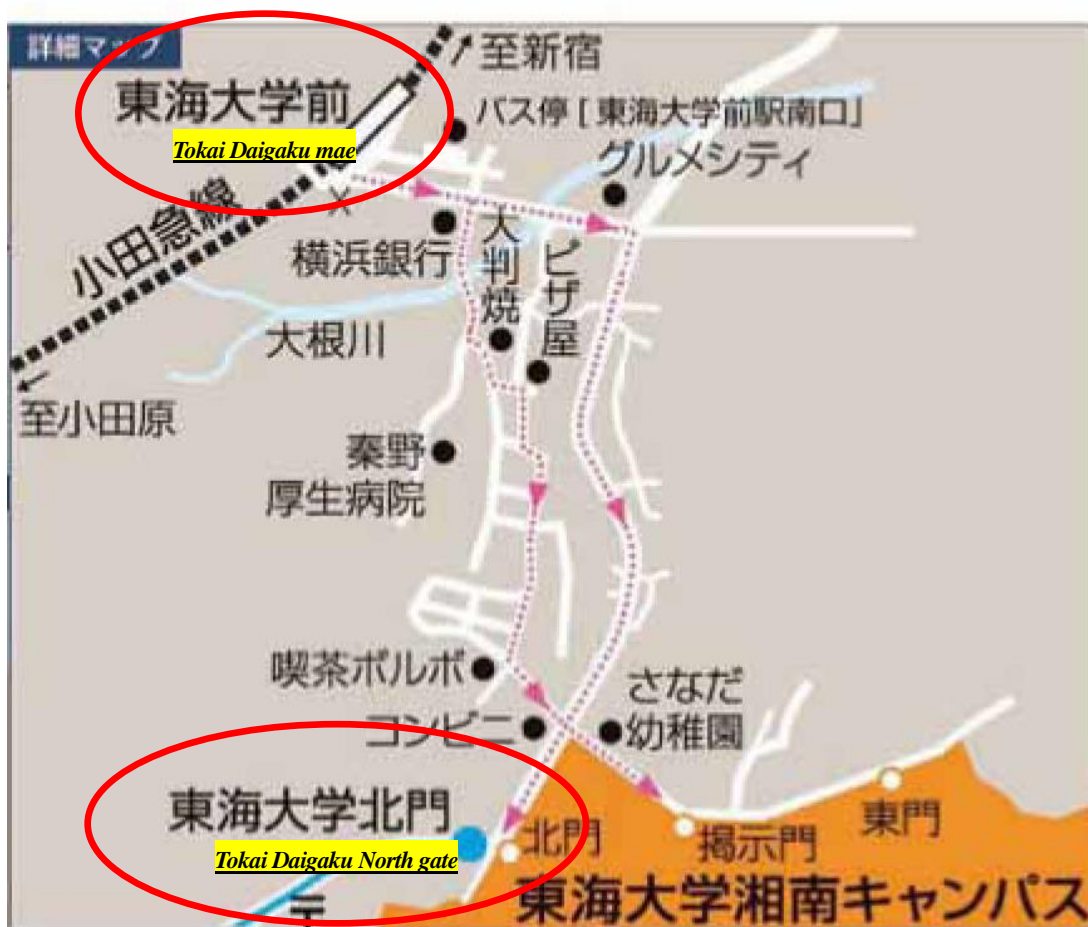 詳細マップ
至新宿
東海大学前
Tokai Daigaku mae
バス停 [ 東海大学前駅南口]
グルメシティ
小田急線
横浜銀行
大判焼
ピザ屋
大根川
至小田原
秦野
厚生病院
喫茶ボルボ
さなだ
幼稚園
コンビニ
東海大学北門
Tokai Daigaku North gate
北門
掲示門
東門
東海大学湘南キャンパス
〒